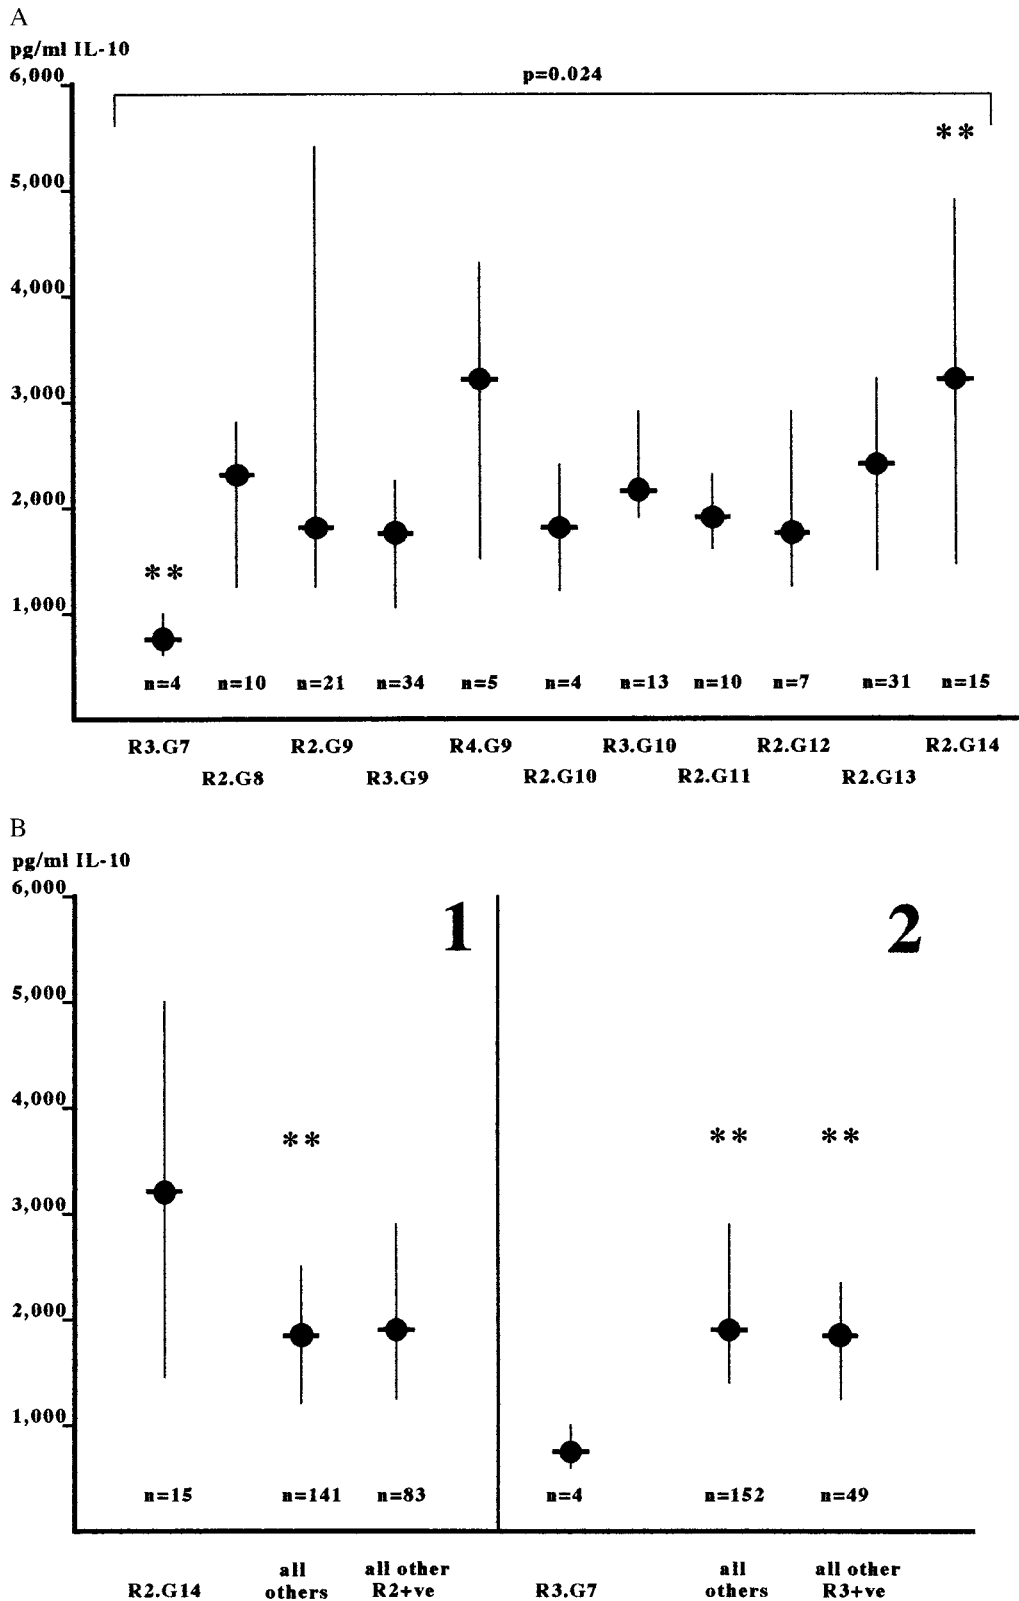 A
pg/ml IL-10
6,000
p=0.024
**
5,000
4,000
3,000
2,000
**
1,000
n=4 n=10 n=21 n=34 n=5 n=4 n=13 n=10 n=7 n=31 n=15
R3.G7 R2.G9 R4.G9 R3.G10 R2.G12 R2.G14
R2.G8 R3.G9 R2.G10 R2.G11 R2.G13
B
pg/ml IL-10
6,000
1 2
5,000
4,000
** ** **
3,000
2,000
1,000
n=15 n=141 n=83 n=4 n=152 n=49
all all other all all other
R2.G14 others R2+ve R3.G7 others R3+ve